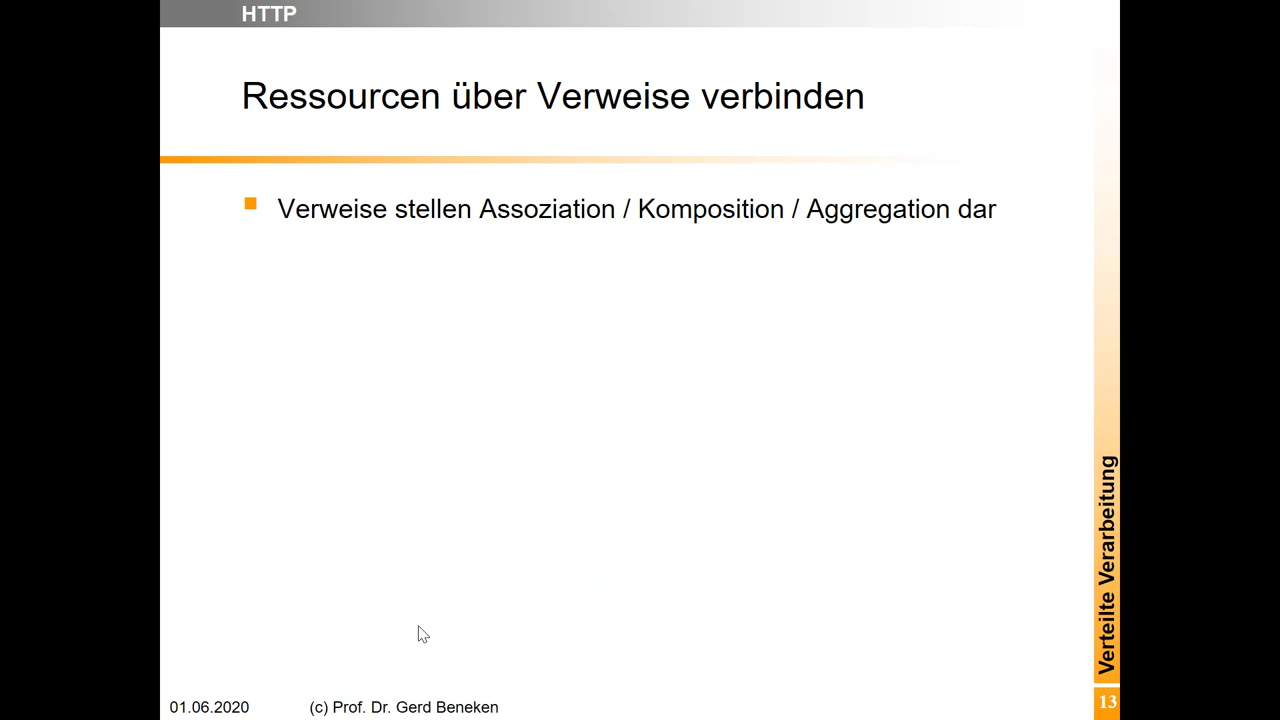 HTTP
Ressourcen über Verweise verbinden
Verweise stellen Assoziation / Komposition / Aggregation dar
Verteilte Verarbeitung
01.06.2020
(c) Prof. Dr. Gerd Beneken
13